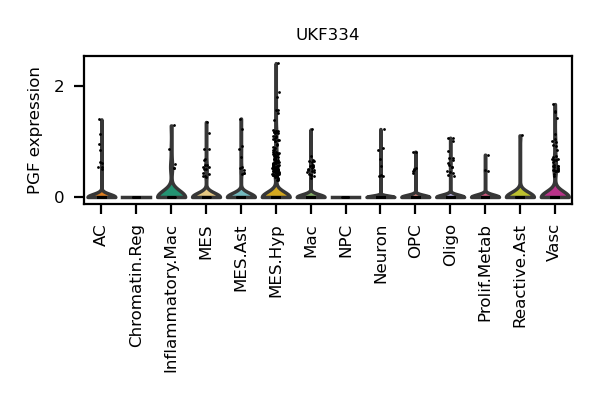 UKF334
PGF expression
2
0
AC
Chromatin.Reg
Inflammatory.Mac
MES
MES.Ast
MES.Hyp
Mac
NPC
Neuron
OPC
Oligo
Prolif.Metab
Reactive.Ast
Vasc